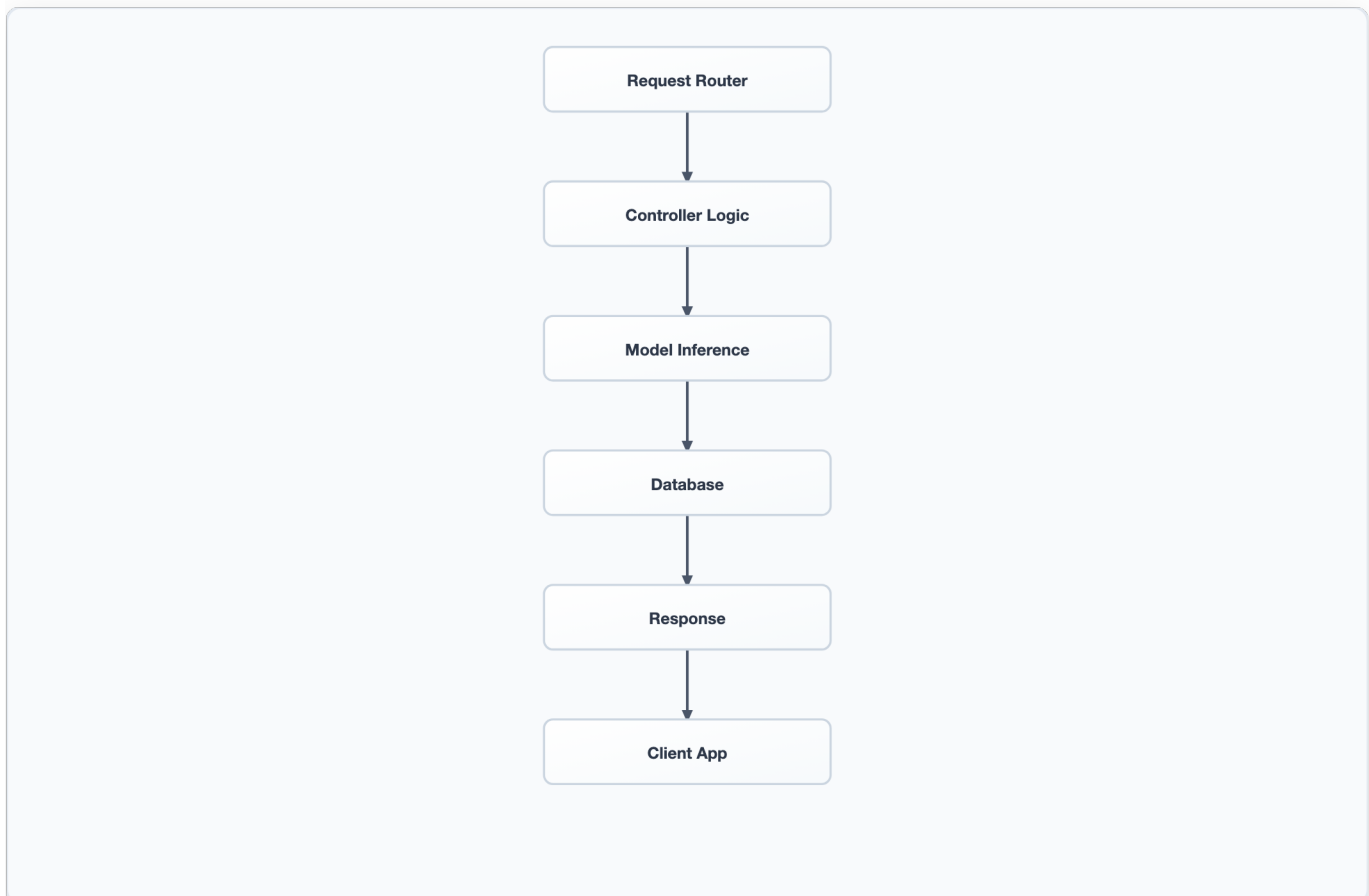 Request Router
Controller Logic
Model Inference
Database
Response
Client App